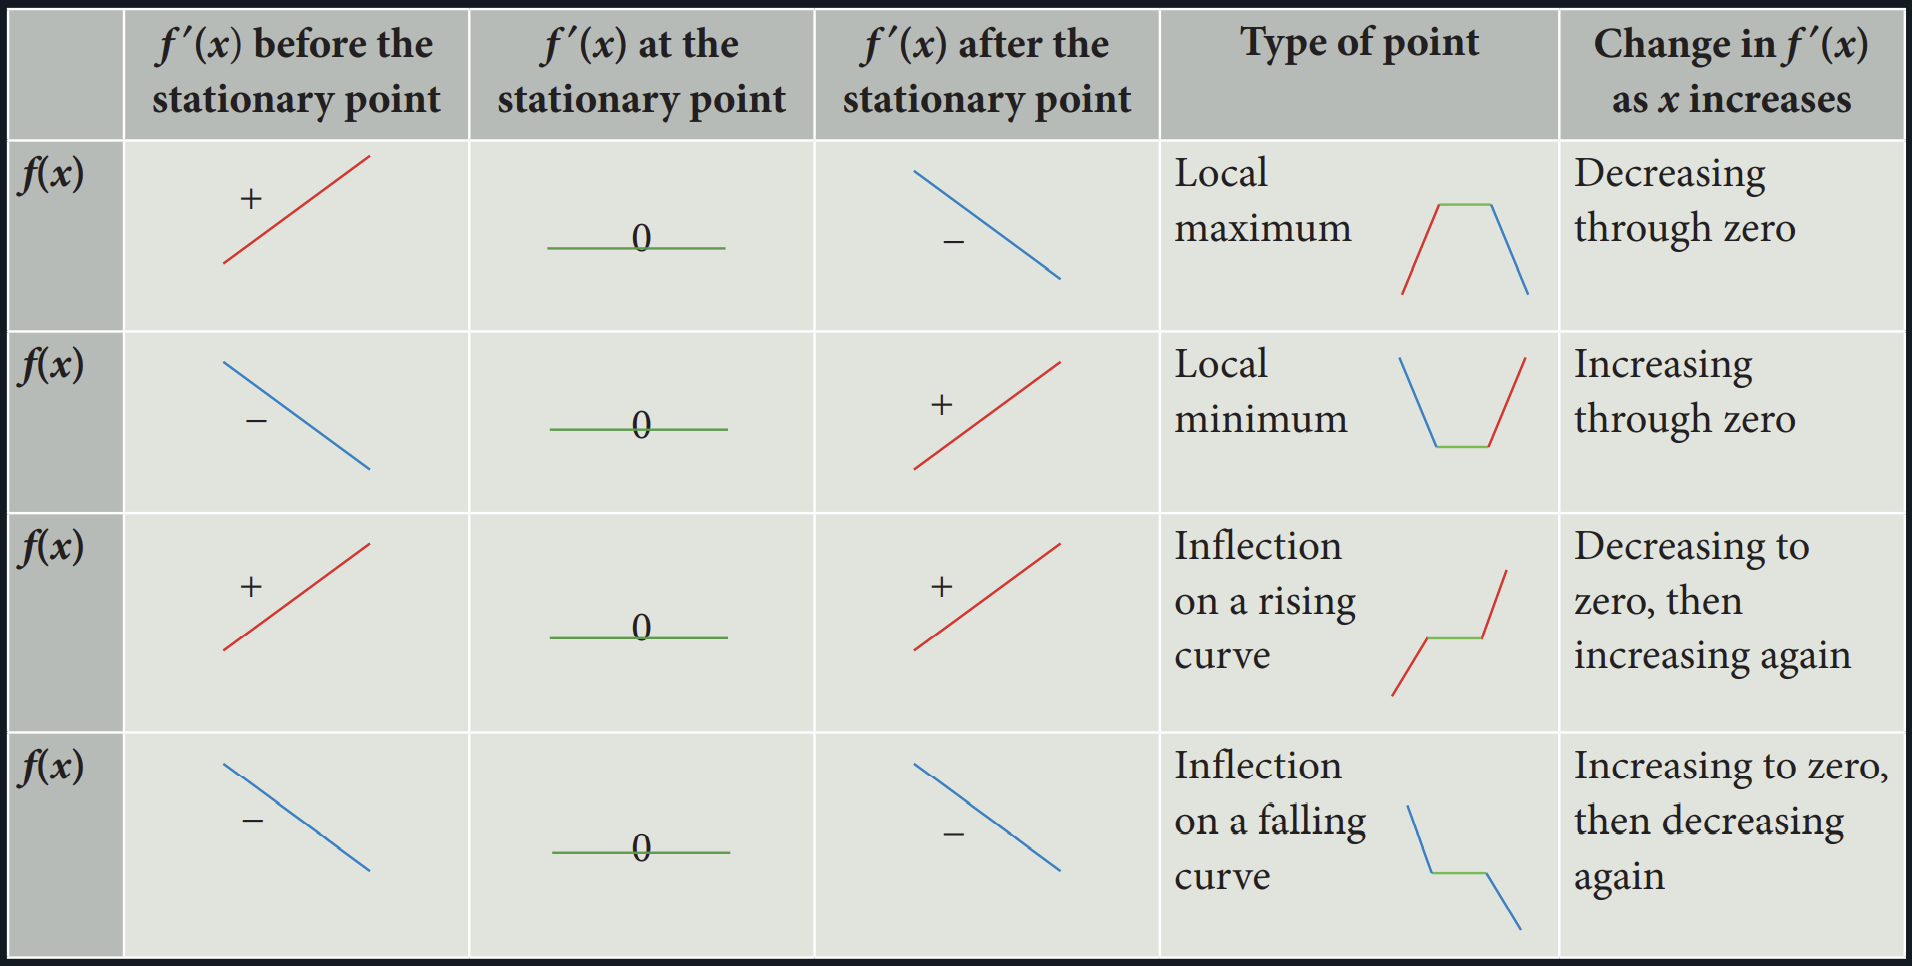 f′(x) before the
stationary point
f′(x) at the
stationary point
f′(x) after the
stationary point
Type of point
Change in f′(x)
as x increases
f(x)
+
0
−
Local
maximum
Decreasing
through zero
f(x)
−
0
+
Local
minimum
Increasing
through zero
f(x)
+
0
+
Inflection
on a rising
curve
Decreasing to
zero, then
increasing again
f(x)
−
0
−
Inflection
on a falling
curve
Increasing to zero,
then decreasing
again